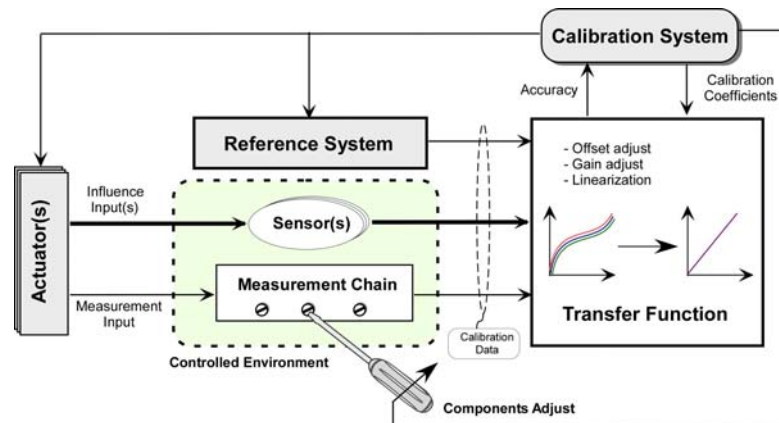 Calibration System
Accuracy
Calibration
Coefficients
Reference System
- Offset adjust
- Gain adjust
- Linearization
Influence
Input(s)
Sensor(s)
Actuator(s)
Measurement Chain
Measurement
Input
Transfer Function
Calibration
Data
Controlled Environment
Components Adjust